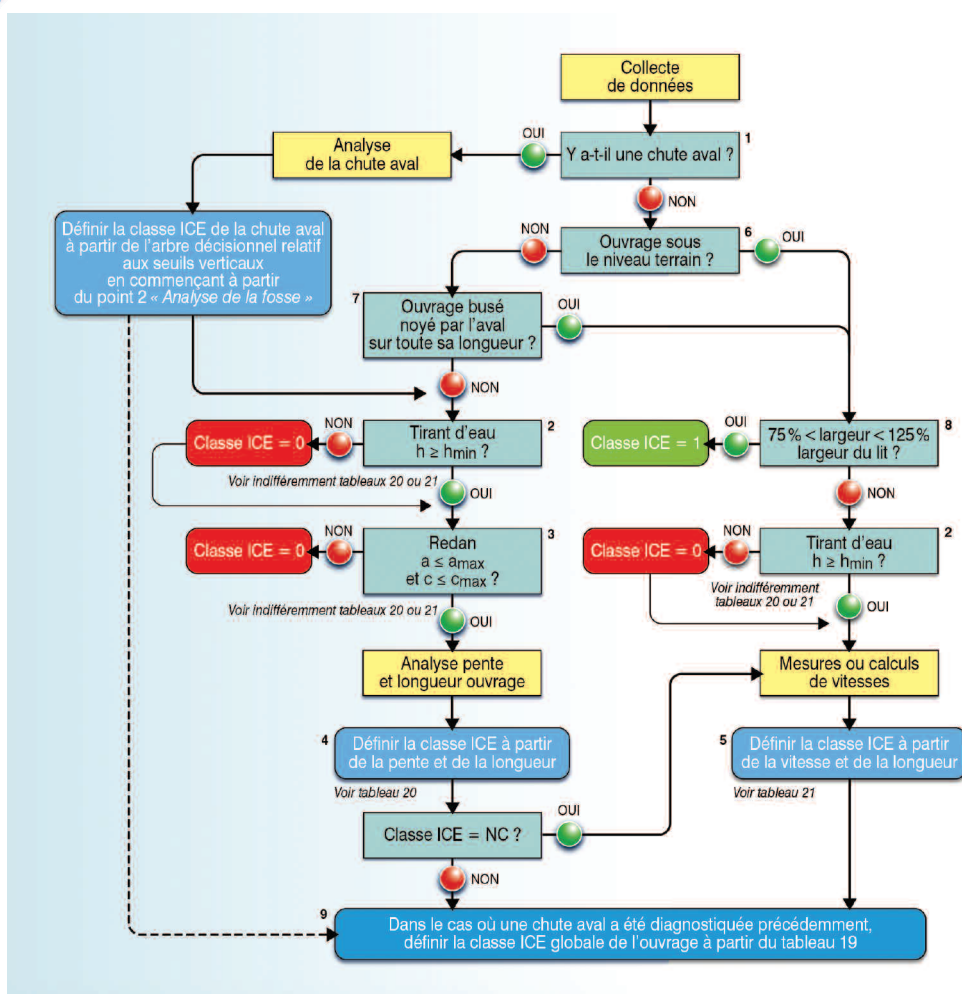 Collecte
de données
OUI
1
Analyse
de la chute aval
Y a-t-il une chute aval ?
NON
Définir la classe ICE de la chute aval
à partir de l'arbre décisionnel relatif
aux seuils verticaux
en commençant à partir
du point 2 « Analyse de la fosse »
NON
6
Ouvrage sous
le niveau terrain ?
OUI
7
Ouvrage busé
noyé par l'aval
sur toute sa longueur ?
OUI
NON
Classe ICE = 0
NON
2
Tirant d'eau
h ≥ hmin ?
Voir indifféremment tableaux 20 ou 21
OUI
Classe ICE = 1
OUI
8
75% < largeur < 125%
largeur du lit ?
NON
Classe ICE = 0
NON
3
Redan
a ≤ amax
et c ≤ cmax ?
Voir indifféremment tableaux 20 ou 21
OUI
Classe ICE = 0
NON
2
Tirant d'eau
h ≥ hmin ?
Voir indifféremment
tableaux 20 ou 21
OUI
Analyse pente
et longueur ouvrage
Mesures ou calculs
de vitesses
4
Définir la classe ICE à partir
de la pente et de la longueur
Voir tableau 20
5
Définir la classe ICE à partir
de la vitesse et de la longueur
Voir tableau 21
Classe ICE = NC ?
OUI
NON
9
Dans le cas où une chute aval a été diagnostiquée précédemment,
définir la classe ICE globale de l'ouvrage à partir du tableau 19